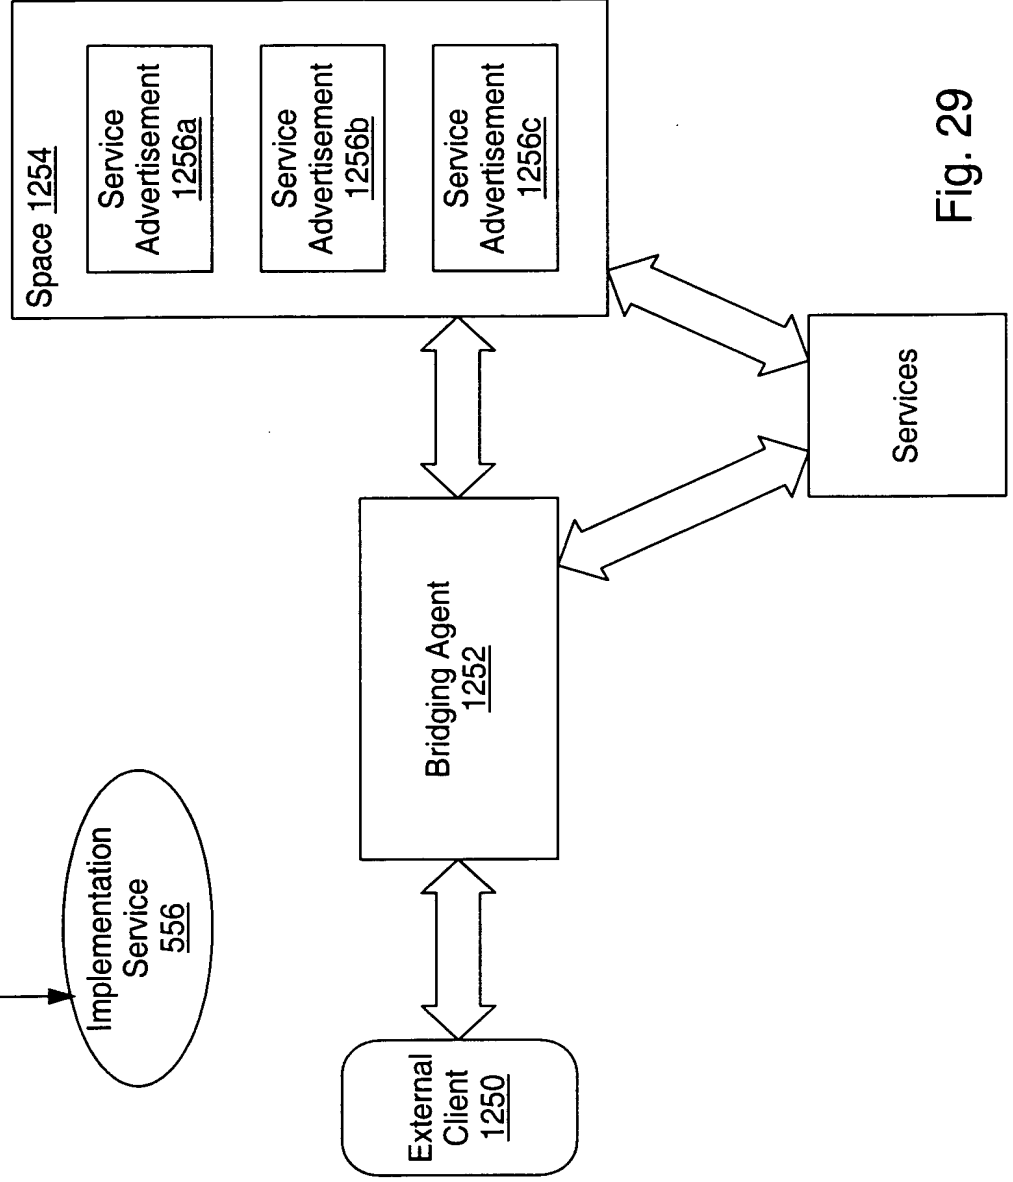 Implementation
Service
556
External
Client
1250
Bridging Agent
1252
Space 1254
Service
Advertisement
1256a
Service
Advertisement
1256b
Service
Advertisement
1256c
Services
Fig. 29